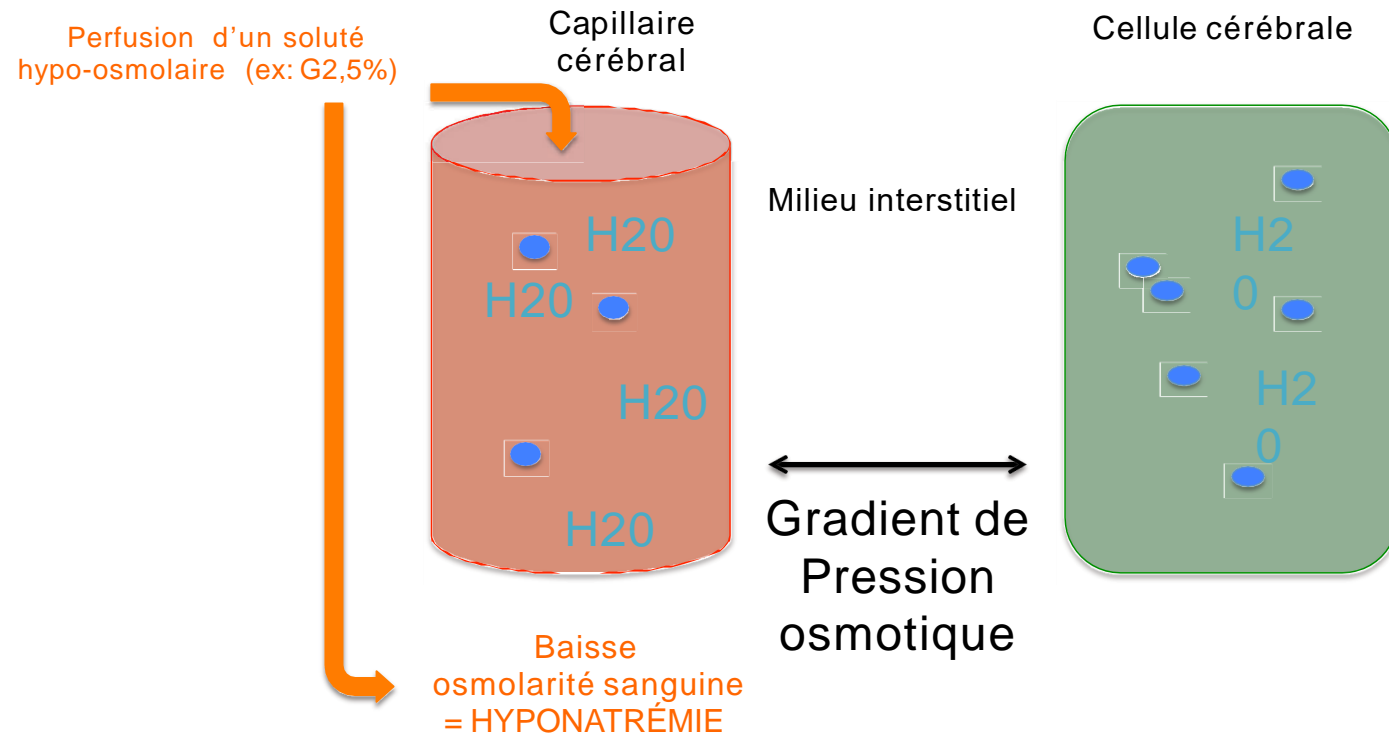 Perfusion d'un soluté
hypo-osmolaire (ex: G2,5%)
Capillaire
cérébral
Cellule cérébrale
Milieu interstitiel
H20
H20
H20
H20
H2
0
H2
0
Gradient de
Pression
osmotique
Baisse
osmolarité sanguine
= HYPONATRÉMIE